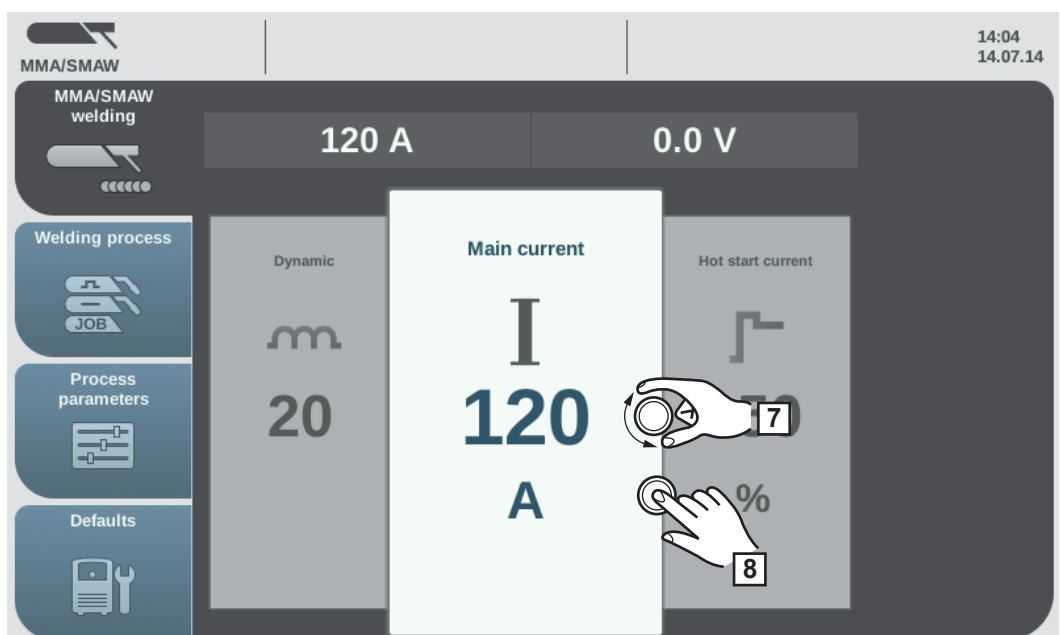 MMA/SMAW
14:04
14.07.14
MMA/SMAW
welding
120 A
0.0 V
Welding process
JOB
Process
parameters
Defaults
Dynamic
20
Main current
I
120
A
Hot start current
%
7
8